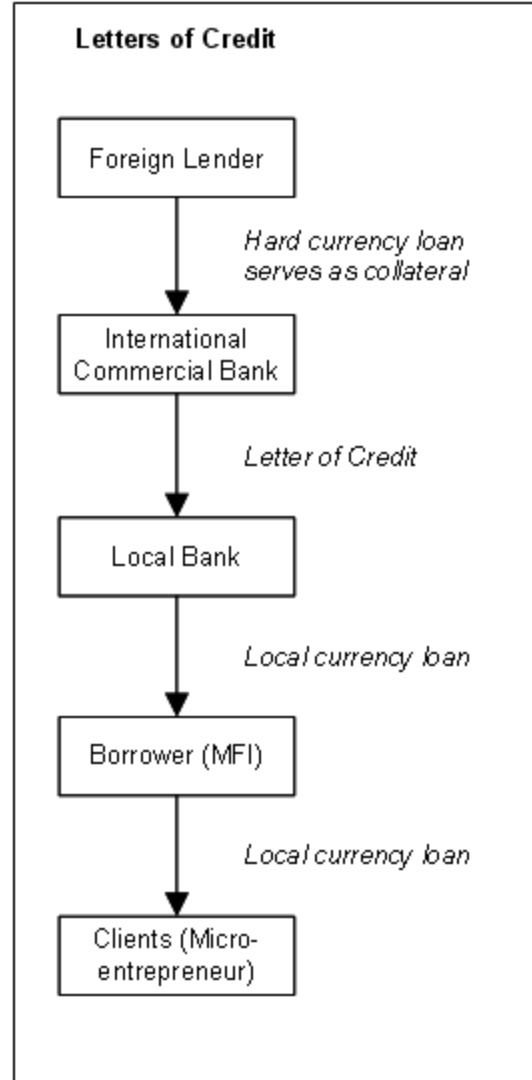 Letters of Credit
Foreign Lender
Hard currency loan
serves as collateral
International
Commercial Bank
Letter of Credit
Local Bank
Local currency loan
Borrower (MFI)
Local currency loan
Clients (Micro-
entrepreneur)